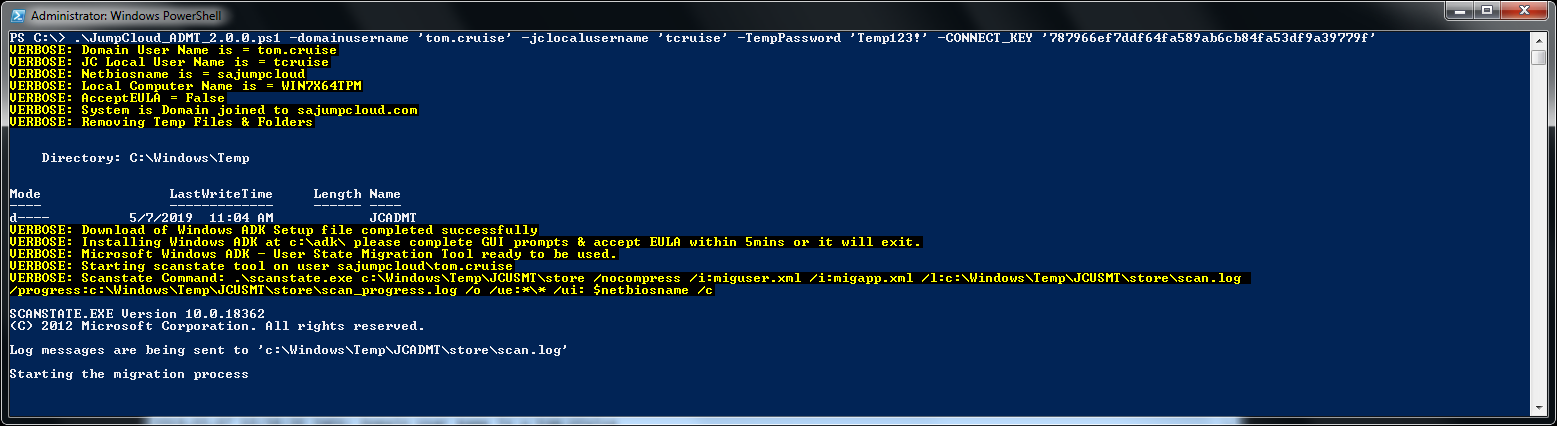 Administrator: Windows PowerShell
PS C:\> .\JumpCloud_ADMT_2.0.0.ps1 -domainusername 'tom.cruise' -jclocalusername 'tcruise' -TempPassword 'Temp123!' -CONNECT_KEY '787966ef7ddf64fa589ab6cb84fa53df9a39779f'
VERBOSE: Domain User Name is = tom.cruise
VERBOSE: JC Local User Name is = tcruise
VERBOSE: Netbiosname is = sajumpcloud
VERBOSE: Local Computer Name is = WIN7X64TPM
VERBOSE: AcceptEULA = False
VERBOSE: System is Domain joined to sajumpcloud.com
VERBOSE: Removing Temp Files & Folders
Directory: C:\Windows\Temp
Mode LastWriteTime Length Name
---- ------------- ------ ----
d---- 5/7/2019 11:04 AM JCADMT
VERBOSE: Download of Windows ADK Setup file completed successfully
VERBOSE: Installing Windows ADK at c:\adk\ please complete GUI prompts & accept EULA within 5mins or it will exit.
VERBOSE: Microsoft Windows ADK - User State Migration Tool ready to be used.
VERBOSE: Starting scanstate tool on user sajumpcloud\tom.cruise
VERBOSE: Scanstate Command: .\scanstate.exe c:\Windows\Temp\JCUSMT\store /nocompress /i:miguser.xml /i:migapp.xml /l:c:\Windows\Temp\JCUSMT\store\scan.log
/progress:c:\Windows\Temp\JCUSMT\store\scan_progress.log /o /ue:*\* /ui: $netbiosname /c
SCANSTATE.EXE Version 10.0.18362
(C) 2012 Microsoft Corporation. All rights reserved.
Log messages are being sent to 'c:\Windows\Temp\JCADMT\store\scan.log'
Starting the migration process